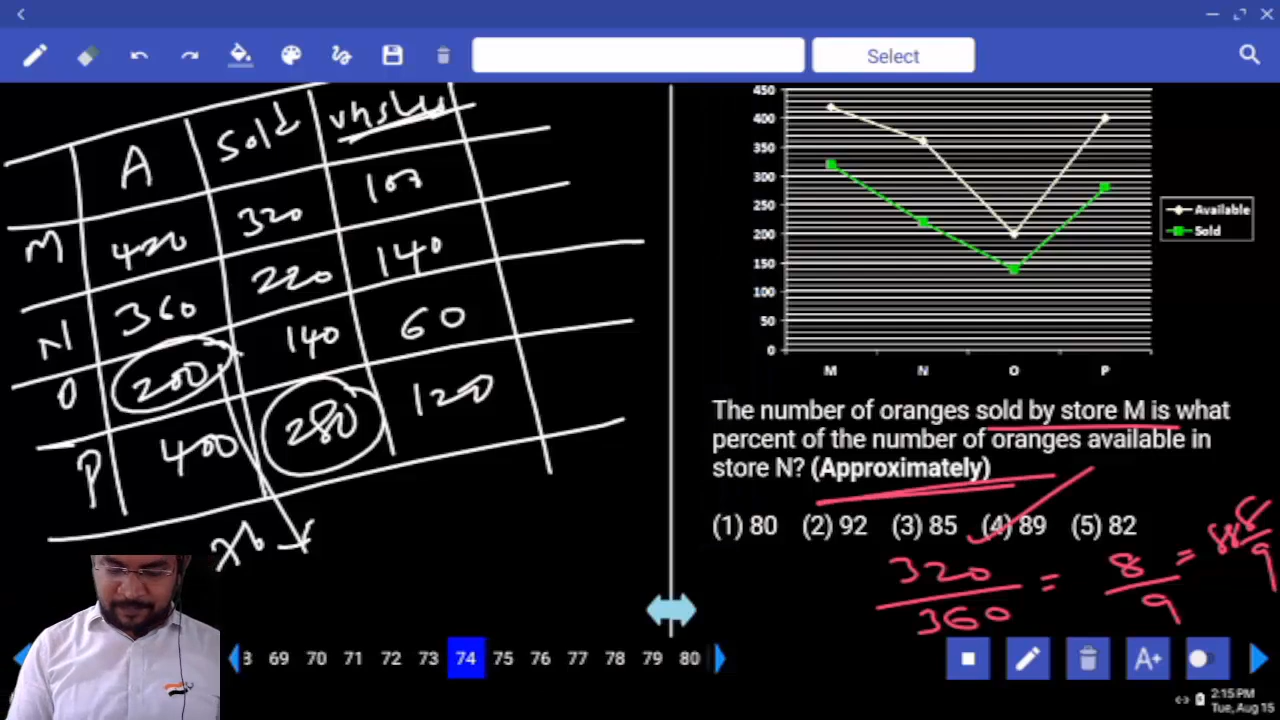 Select
A Sold
M 420 320 100
N 360 220 140
O 200 140 60
P 400 280 120
450
400
350
300
250
200
150
100
50
0
M N O P
Available
Sold
The number of oranges sold by store M is what
percent of the number of oranges available in
store N? (Approximately)
(1) 80 (2) 92 (3) 85 (4) 89 (5) 82
320/360 = 8/9 = 88 8/9
69 70 71 72 73 74 75 76 77 78 79 80
A+
2:15 PM
Tue, Aug 15